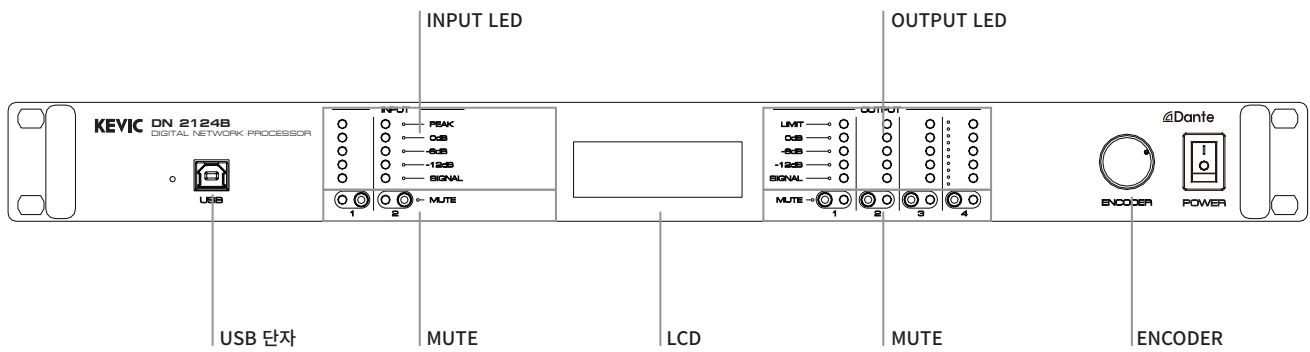 INPUT LED OUTPUT LED
KEVIC DN 2124B
DIGITAL NETWORK PROCESSOR
INPUT
PEAK
0dB
-6dB
-12dB
SIGNAL
MUTE
1 2
USB
OUTPUT
LIMIT
0dB
-6dB
-12dB
SIGNAL
MUTE
1 2 3 4
Dante
ENCODER POWER
USB 단자 MUTE LCD MUTE ENCODER